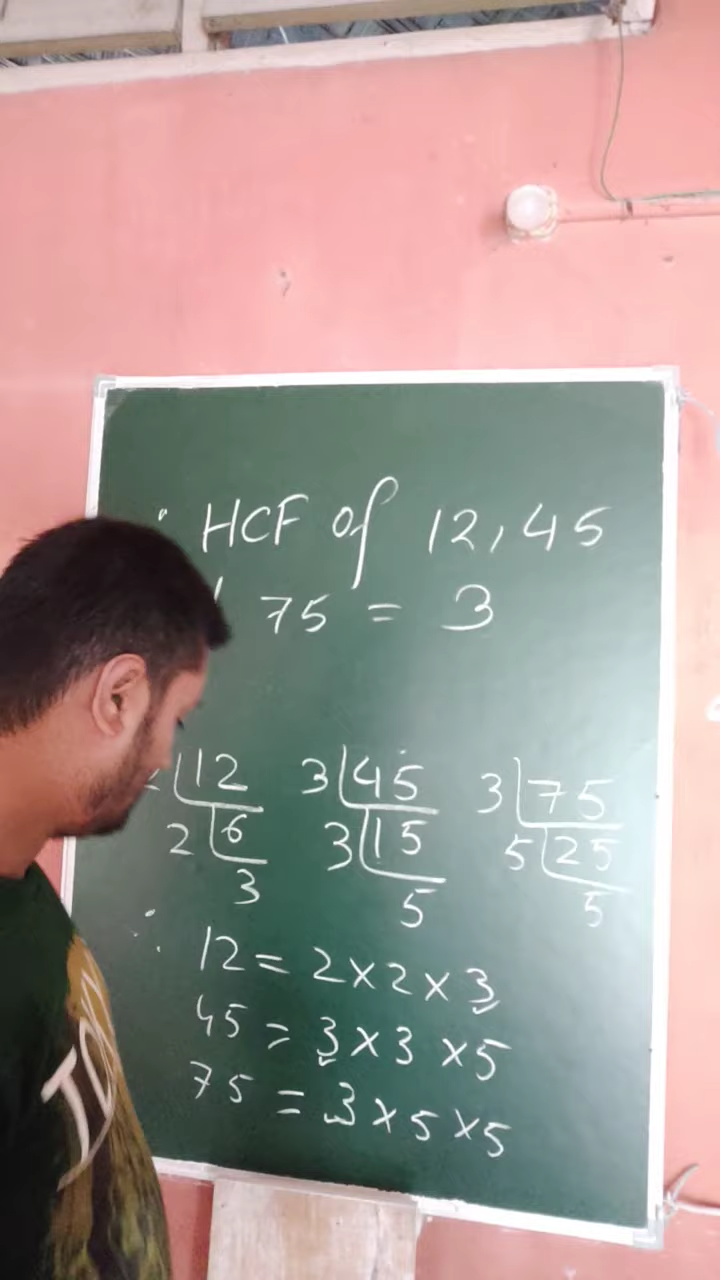 ∴ HCF of 12, 45
75 = 3
12 3 45 3 75
2 6 3 15 5 25
3 5 5
∴ 12 = 2 × 2 × 3
45 = 3 × 3 × 5
75 = 3 × 5 × 5